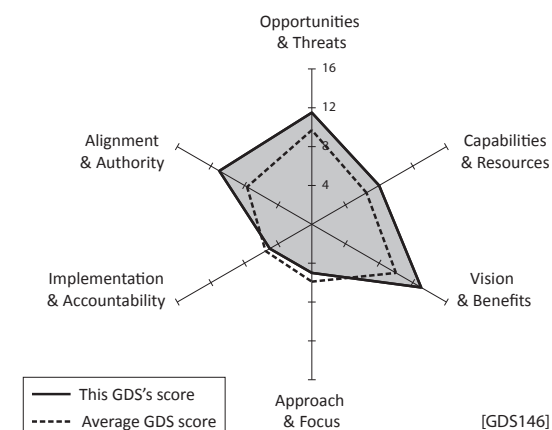 Opportunities
& Threats
16
12
8
4
Alignment
& Authority
Capabilities
& Resources
Implementation
& Accountability
Vision
& Benefits
Approach
& Focus
This GDS's score
Average GDS score
[GDS146]